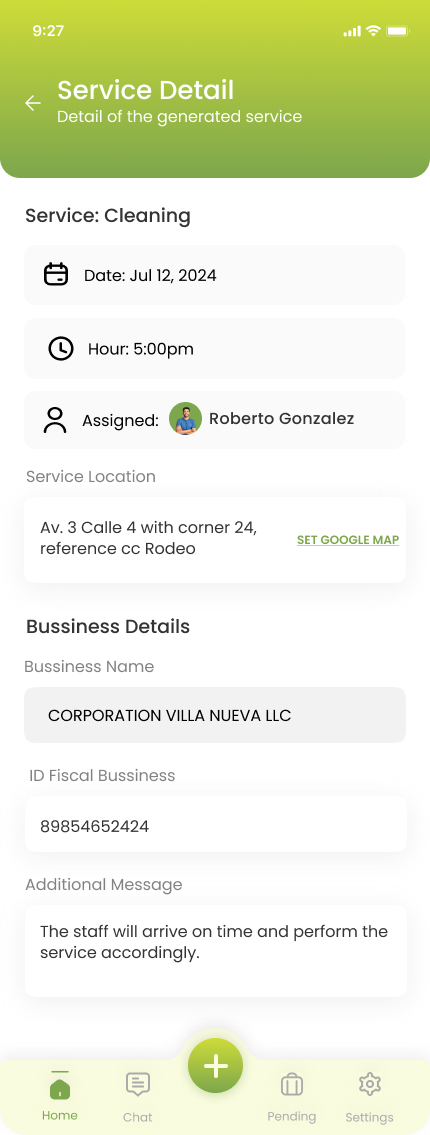 9:27
Service Detail
Detail of the generated service
Service: Cleaning
Date: Jul 12, 2024
Hour: 5:00pm
Assigned: Roberto Gonzalez
Service Location
Av. 3 Calle 4 with corner 24,
reference cc Rodeo
SET GOOGLE MAP
Bussiness Details
Bussiness Name
CORPORATION VILLA NUEVA LLC
ID Fiscal Bussiness
89854652424
Additional Message
The staff will arrive on time and perform the
service accordingly.
Home Chat Pending Settings